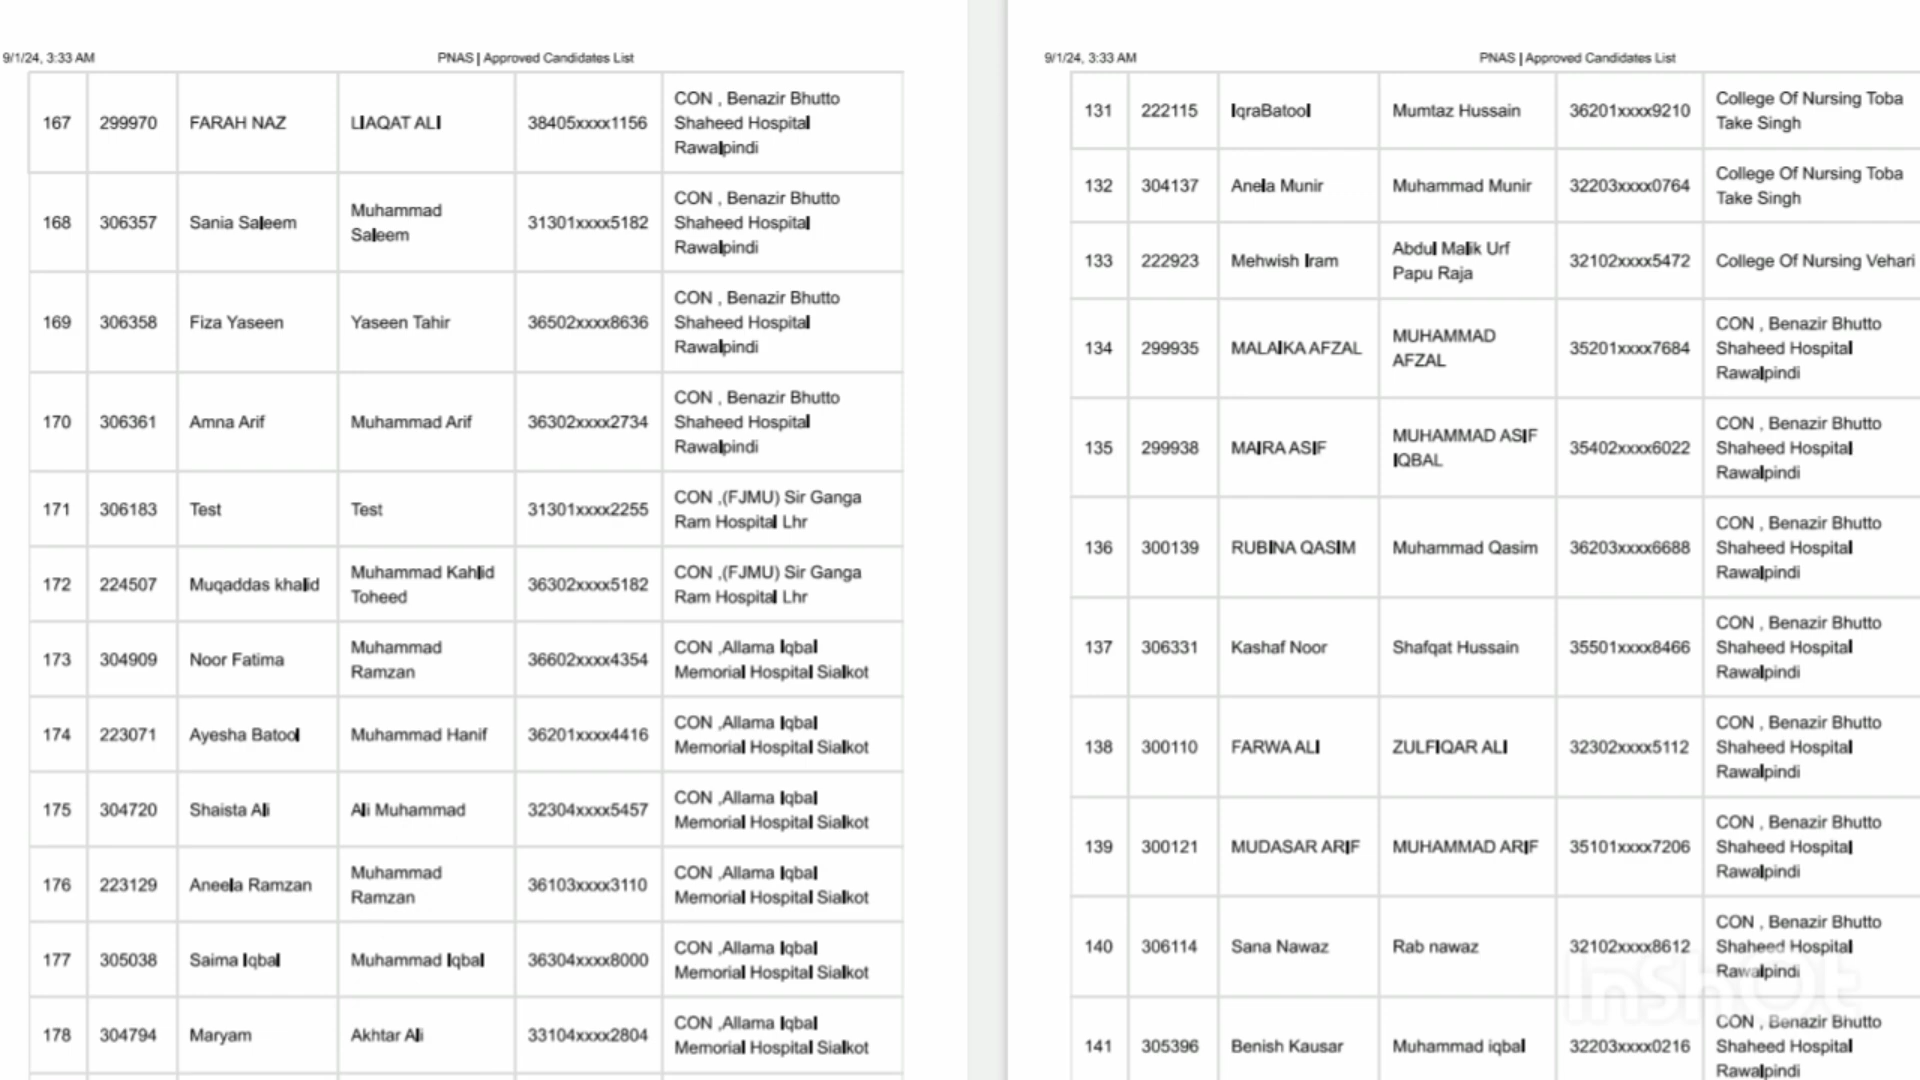 9/1/24, 3:33 AM
PNAS | Approved Candidates List
167 299970 FARAH NAZ LIAQAT ALI 38405xxxx1156 CON , Benazir Bhutto
Shaheed Hospital
Rawalpindi
168 306357 Sania Saleem Muhammad
Saleem 31301xxxx5182 CON , Benazir Bhutto
Shaheed Hospital
Rawalpindi
169 306358 Fiza Yaseen Yaseen Tahir 36502xxxx8636 CON , Benazir Bhutto
Shaheed Hospital
Rawalpindi
170 306361 Amna Arif Muhammad Arif 36302xxxx2734 CON , Benazir Bhutto
Shaheed Hospital
Rawalpindi
171 306183 Test Test 31301xxxx2255 CON ,(FJMU) Sir Ganga
Ram Hospital Lhr
172 224507 Muqaddas khalid Muhammad Kahlid
Toheed 36302xxxx5182 CON ,(FJMU) Sir Ganga
Ram Hospital Lhr
173 304909 Noor Fatima Muhammad
Ramzan 36602xxxx4354 CON ,Allama Iqbal
Memorial Hospital Sialkot
174 223071 Ayesha Batool Muhammad Hanif 36201xxxx4416 CON ,Allama Iqbal
Memorial Hospital Sialkot
175 304720 Shaista Ali Ali Muhammad 32304xxxx5457 CON ,Allama Iqbal
Memorial Hospital Sialkot
176 223129 Aneela Ramzan Muhammad
Ramzan 36103xxxx3110 CON ,Allama Iqbal
Memorial Hospital Sialkot
177 305038 Saima Iqbal Muhammad Iqbal 36304xxxx8000 CON ,Allama Iqbal
Memorial Hospital Sialkot
178 304794 Maryam Akhtar Ali 33104xxxx2804 CON ,Allama Iqbal
Memorial Hospital Sialkot
9/1/24, 3:33 AM
PNAS | Approved Candidates List
131 222115 IqraBatool Mumtaz Hussain 36201xxxx9210 College Of Nursing Toba
Take Singh
132 304137 Anela Munir Muhammad Munir 32203xxxx0764 College Of Nursing Toba
Take Singh
133 222923 Mehwish Iram Abdul Malik Urf
Papu Raja 32102xxxx5472 College Of Nursing Vehari
134 299935 MALAIKA AFZAL MUHAMMAD
AFZAL 35201xxxx7684 CON , Benazir Bhutto
Shaheed Hospital
Rawalpindi
135 299938 MAIRA ASIF MUHAMMAD ASIF
IQBAL 35402xxxx6022 CON , Benazir Bhutto
Shaheed Hospital
Rawalpindi
136 300139 RUBINA QASIM Muhammad Qasim 36203xxxx6688 CON , Benazir Bhutto
Shaheed Hospital
Rawalpindi
137 306331 Kashaf Noor Shafqat Hussain 35501xxxx8466 CON , Benazir Bhutto
Shaheed Hospital
Rawalpindi
138 300110 FARWA ALI ZULFIQAR ALI 32302xxxx5112 CON , Benazir Bhutto
Shaheed Hospital
Rawalpindi
139 300121 MUDASAR ARIF MUHAMMAD ARIF 35101xxxx7206 CON , Benazir Bhutto
Shaheed Hospital
Rawalpindi
140 306114 Sana Nawaz Rab nawaz 32102xxxx8612 CON , Benazir Bhutto
Shaheed Hospital
Rawalpindi
141 305396 Benish Kausar Muhammad iqbal 32203xxxx0216 CON , Benazir Bhutto
Shaheed Hospital
Rawalpindi
InShOt